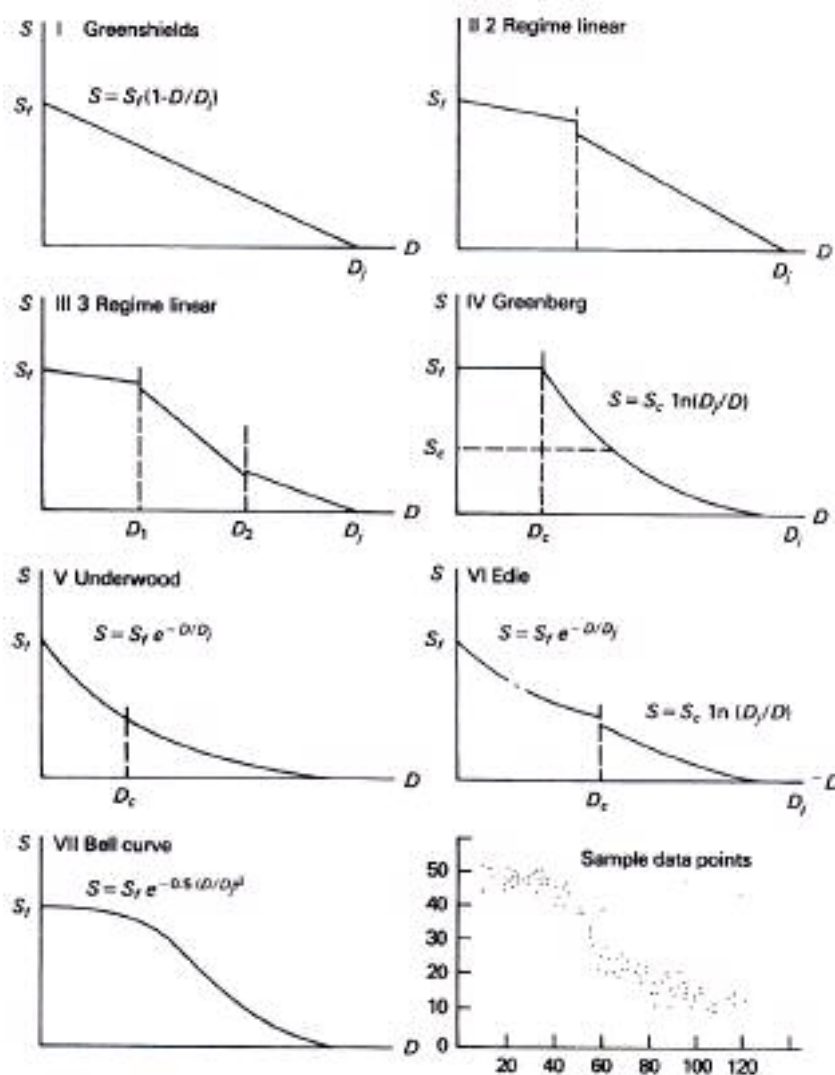 S
I Greenshields
S = S_f (1-D/D_j)
S_f
D
D_j
II 2 Regime linear
S_f
D
D_j
S
III 3 Regime linear
S_f
D
D_1
D_2
D_j
S
IV Greenberg
S_f
S = S_c 1n(D_j/D)
S_c
D
D_c
D_j
S
V Underwood
S = S_f e^{-D/D_j}
S_f
D
D_c
S
VI Edie
S = S_f e^{-D/D_j}
S_f
S = S_c 1n (D_j/D)
D
D_c
D_j
S
VII Bell curve
S = S_f e^{-0.5 (D/D_j)^2}
S_f
D
Sample data points
50
40
30
20
10
0
20 40 60 80 100 120